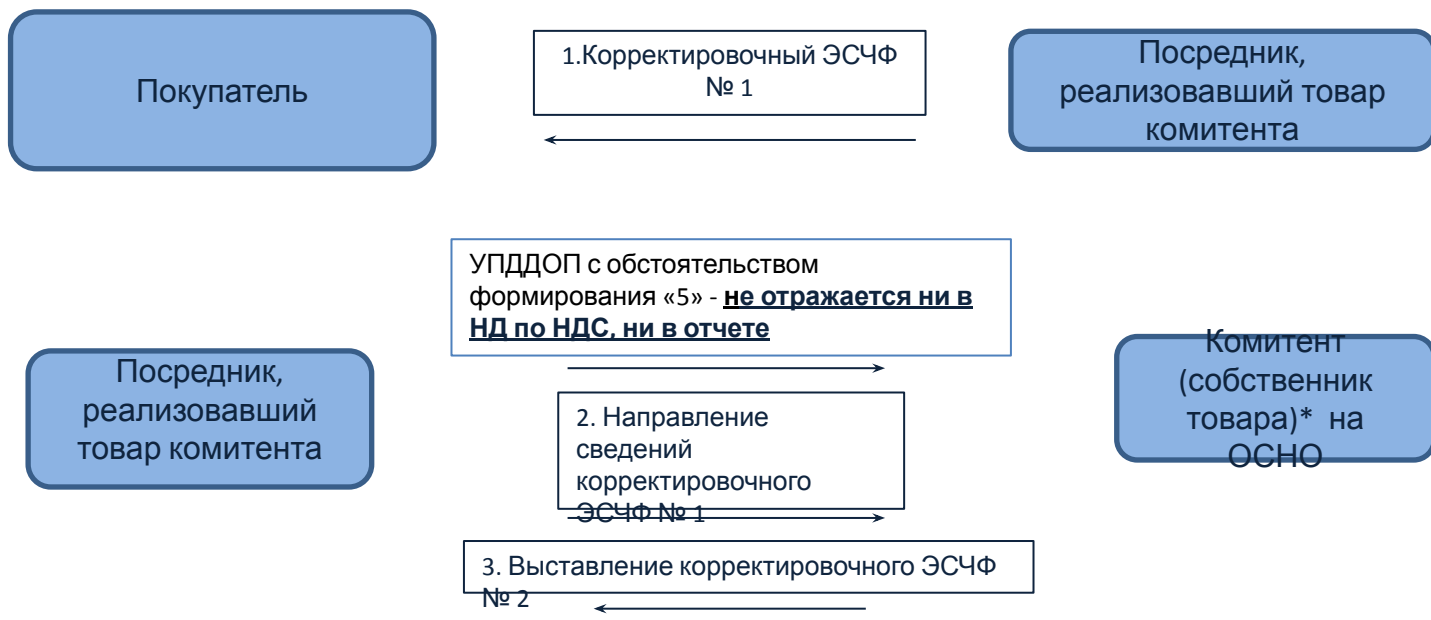 Покупатель
1.Корректировочный ЭСЧФ
№ 1
Посредник,
реализовавший товар
комитента
УПДДОП с обстоятельством
формирования «5» - не отражается ни в
НД по НДС, ни в отчете
Посредник,
реализовавший
товар комитента
2. Направление
сведений
корректировочного
ЭСЧФ № 1
Комитент
(собственник
товара)* на
ОСНО
3. Выставление корректировочного ЭСЧФ
№ 2